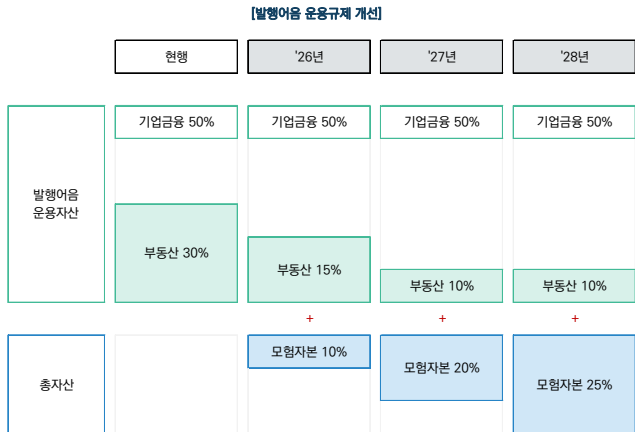 [발행어음 운용규제 개선]
현행
'26년
'27년
'28년
발행어음
운용자산
기업금융 50%
기업금융 50%
기업금융 50%
기업금융 50%
부동산 30%
부동산 15%
부동산 10%
부동산 10%
+
+
+
총자산
모험자본 10%
모험자본 20%
모험자본 25%